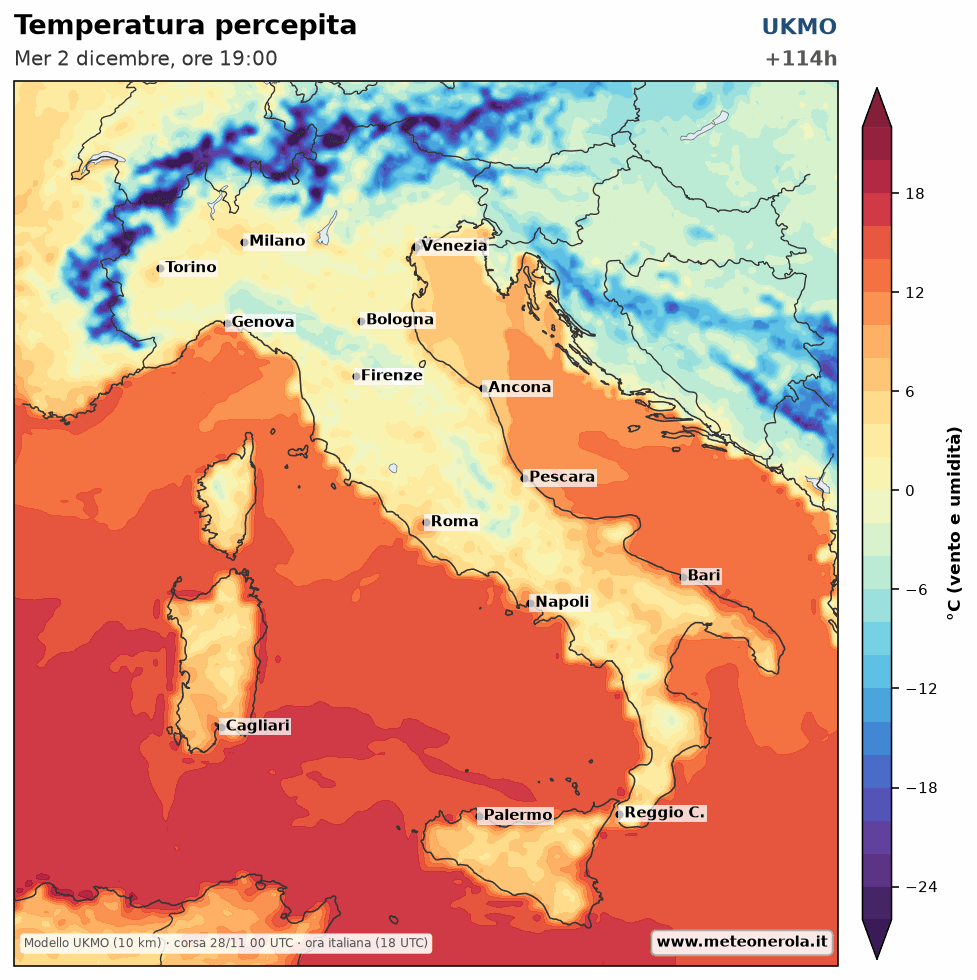 Temperatura percepita
UKMO
Mer 2 dicembre, ore 19:00
+114h
Milano
Venezia
Torino
Genova
Bologna
Firenze
Ancona
Pescara
Roma
Bari
Napoli
Cagliari
Palermo
Reggio C.
18
12
6
0
−6
−12
−18
−24
°C (vento e umidità)
Modello UKMO (10 km) · corsa 28/11 00 UTC · ora italiana (18 UTC)
www.meteonerola.it